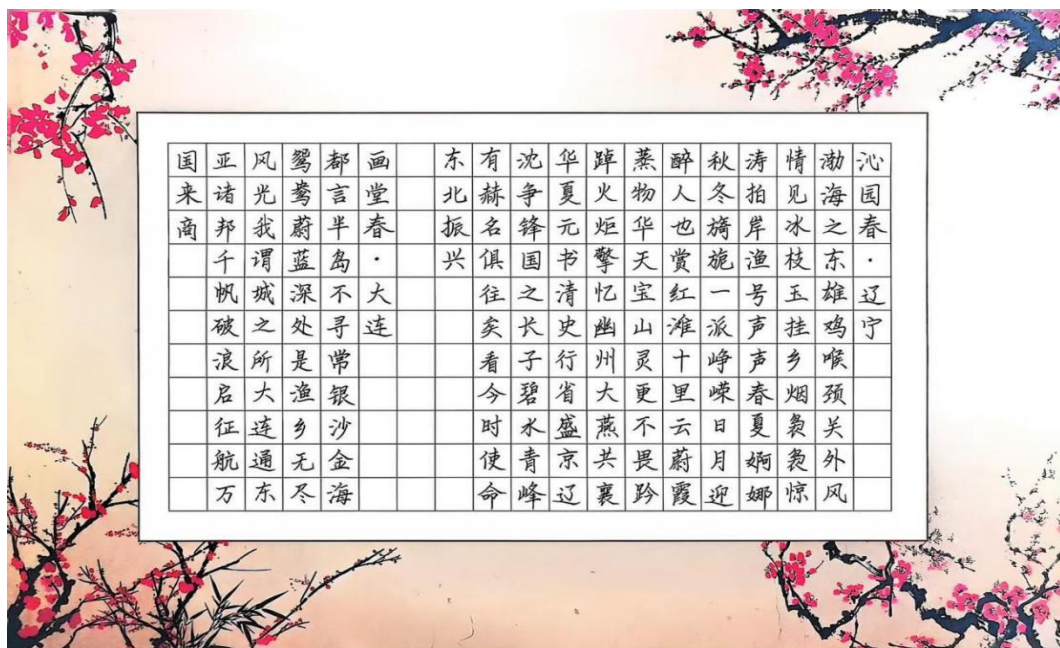 沁园春·辽宁
渤海之东雄鸡喉颈关外风
情见冰枝玉挂乡烟袅袅惊
涛拍岸渔号声声春夏婀娜
秋冬旖旎一派峥嵘日月迎
醉人也赏红滩十里云蔚霞
蒸物华天宝山灵更不畏趻
踔火炬擎忆幽州大燕共襄
华夏元书清史行省盛京辽
沈争锋国之长子碧水青峰
有赫名俱往矣看今时使命
东北振兴
画堂春·大连
都言半岛不寻常银沙金海
鸳鸯蔚蓝深处是渔乡无尽
风光我谓城之所大连通东
亚诸邦千帆破浪启征航万
国来商